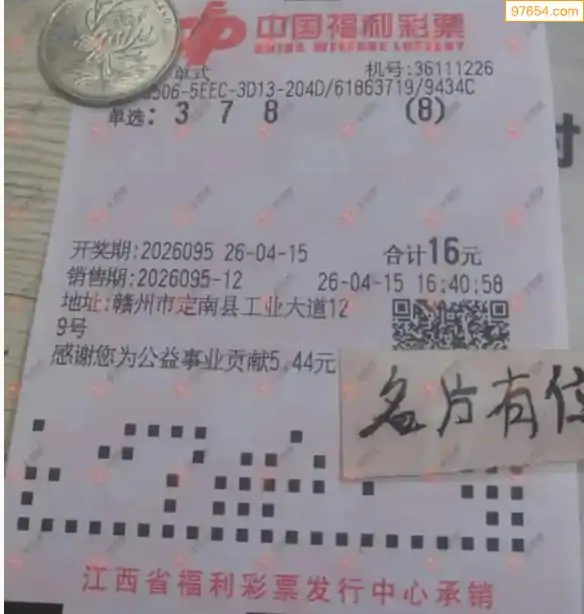 97654.com
中国福利彩票
CHINA WELFARE LOTTERY
单式
机号:36111226
506-5EEC-3D13-204D/61863719/9434C
单选: 3 7 8 (8)
开奖期:2026095 26-04-15 合计16元
销售期:2026095-12 26-04-15 16:40:58
地址:赣州市定南县工业大道12
9号
感谢您为公益事业贡献5.44元
名片有
江西省福利彩票发行中心承销